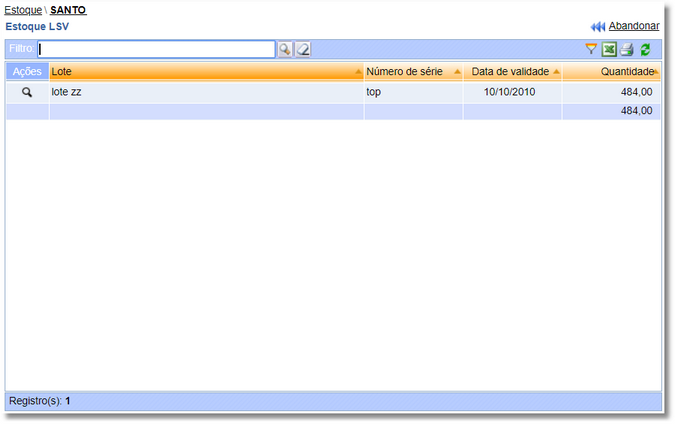 Estoque \ SANTO
Estoque LSV
Abandonar
Filtro:
Ações Lote Número de série Data de validade Quantidade
lote zz top 10/10/2010 484,00
484,00
Registro(s): 1